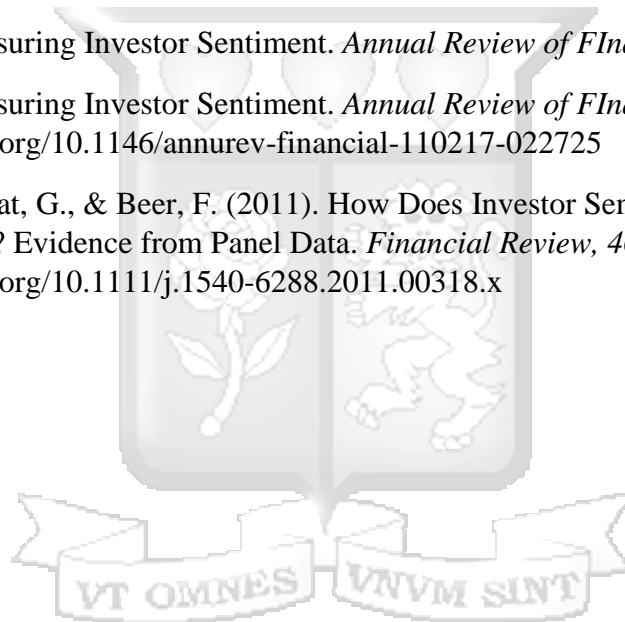 suring Investor Sentiment. Annual Review of FIna
suring Investor Sentiment. Annual Review of FIna
org/10.1146/annurev-financial-110217-022725
at, G., & Beer, F. (2011). How Does Investor Sen
? Evidence from Panel Data. Financial Review, 4
org/10.1111/j.1540-6288.2011.00318.x
VT OMNES VNVM SINT